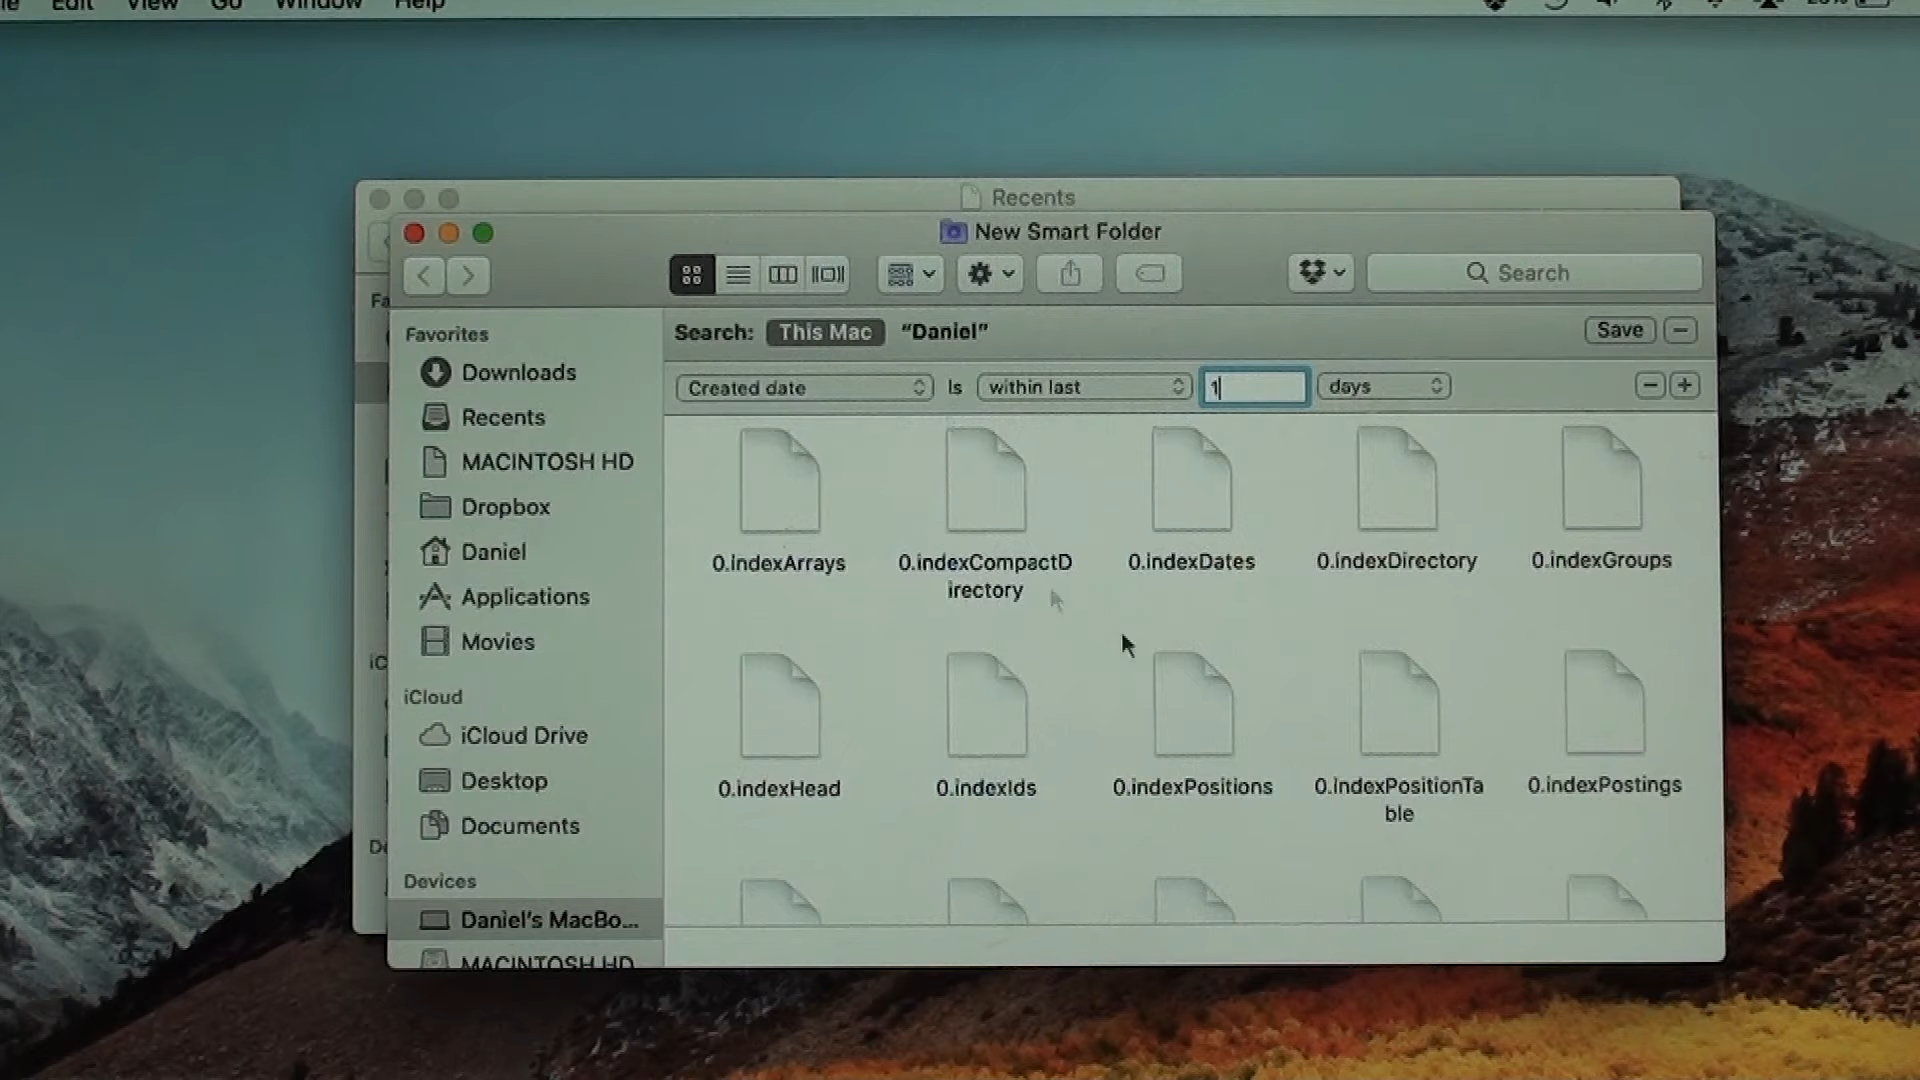 Edit View Go Window Help
Recents
New Smart Folder
Search
Search: This Mac “Daniel” Save
Created date Is within last 1 days
Favorites
Downloads
Recents
MACINTOSH HD
Dropbox
Daniel
Applications
Movies
iCloud
iCloud Drive
Desktop
Documents
Devices
Daniel’s MacBo...
MACINTOSH HD
0.indexArrays
0.indexCompactD
irectory
0.indexDates
0.indexDirectory
0.indexGroups
0.indexHead
0.indexIds
0.indexPositions
0.indexPositionTa
ble
0.indexPostings